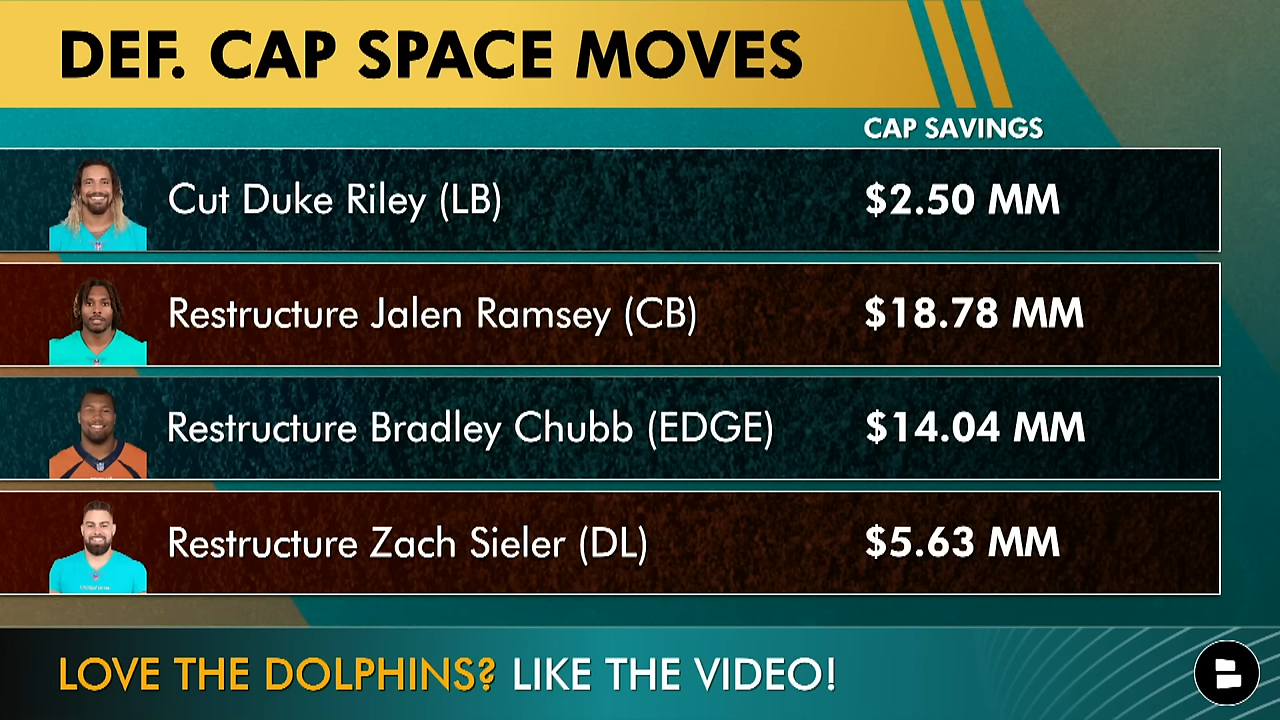 DEF. CAP SPACE MOVES
CAP SAVINGS
Cut Duke Riley (LB) $2.50 MM
Restructure Jalen Ramsey (CB) $18.78 MM
Restructure Bradley Chubb (EDGE) $14.04 MM
Restructure Zach Sieler (DL) $5.63 MM
LOVE THE DOLPHINS? LIKE THE VIDEO!